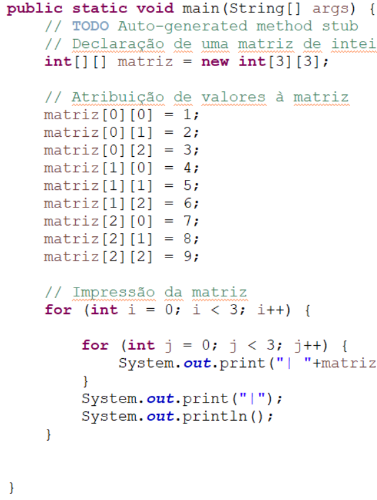 public static void main(String[] args) {
// TODO Auto-generated method stub
// Declaração de uma matriz de intei
int[][] matriz = new int[3][3];
// Atribuição de valores à matriz
matriz[0][0] = 1;
matriz[0][1] = 2;
matriz[0][2] = 3;
matriz[1][0] = 4;
matriz[1][1] = 5;
matriz[1][2] = 6;
matriz[2][0] = 7;
matriz[2][1] = 8;
matriz[2][2] = 9;
// Impressão da matriz
for (int i = 0; i < 3; i++) {
for (int j = 0; j < 3; j++) {
System.out.print("| "+matriz
}
System.out.print("|");
System.out.println();
}
}